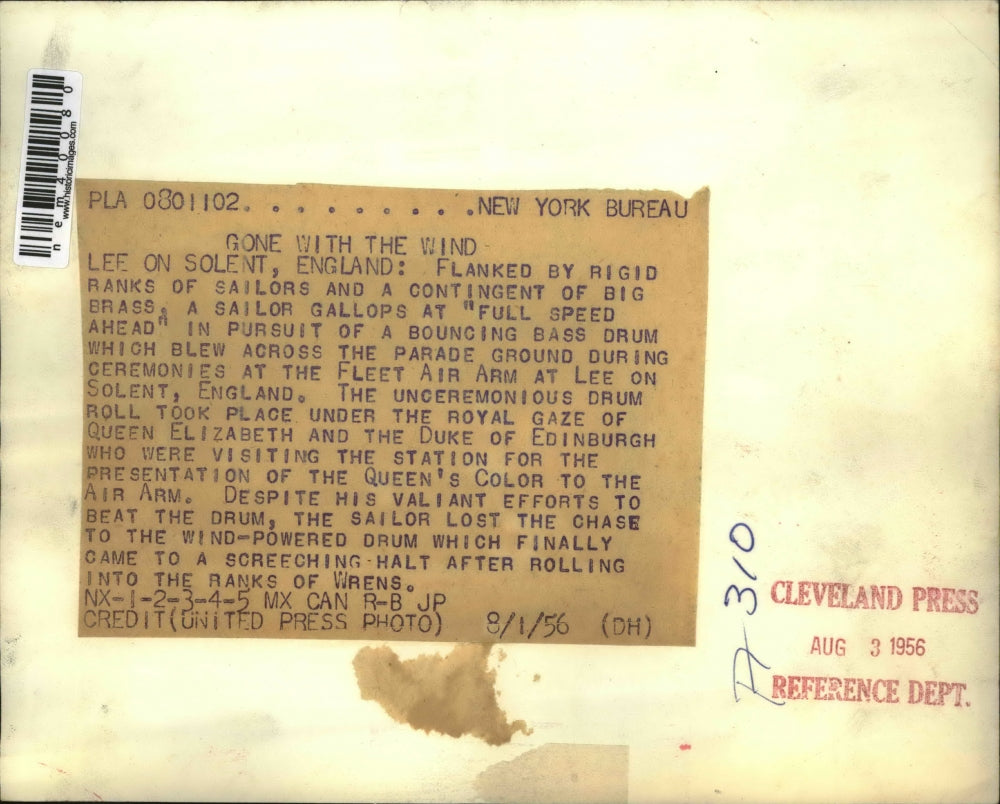 PLA 0801102. . . . . . . . . .NEW YORK BUREAU
GONE WITH THE WIND
LEE ON SOLENT, ENGLAND: FLANKED BY RIGID
RANKS OF SAILORS AND A CONTINGENT OF BIG
BRASS, A SAILOR GALLOPS AT "FULL SPEED
AHEAD" IN PURSUIT OF A BOUNCING BASS DRUM
WHICH BLEW ACROSS THE PARADE GROUND DURING
CEREMONIES AT THE FLEET AIR ARM AT LEE ON
SOLENT, ENGLAND. THE UNCEREMONIOUS DRUM
ROLL TOOK PLACE UNDER THE ROYAL GAZE OF
QUEEN ELIZABETH AND THE DUKE OF EDINBURGH
WHO WERE VISITING THE STATION FOR THE
PRESENTATION OF THE QUEEN'S COLOR TO THE
AIR ARM. DESPITE HIS VALIANT EFFORTS TO
BEAT THE DRUM, THE SAILOR LOST THE CHASE
TO THE WIND-POWERED DRUM WHICH FINALLY
CAME TO A SCREECHING HALT AFTER ROLLING
INTO THE RANKS OF WRENS.
NX-1-2-3-4-5 MX CAN R-B JP
CREDIT(UNITED PRESS PHOTO) 8/1/56 (DH)
nem40080
www.historicimages.com
310
CLEVELAND PRESS
AUG 3 1956
REFERENCE DEPT.